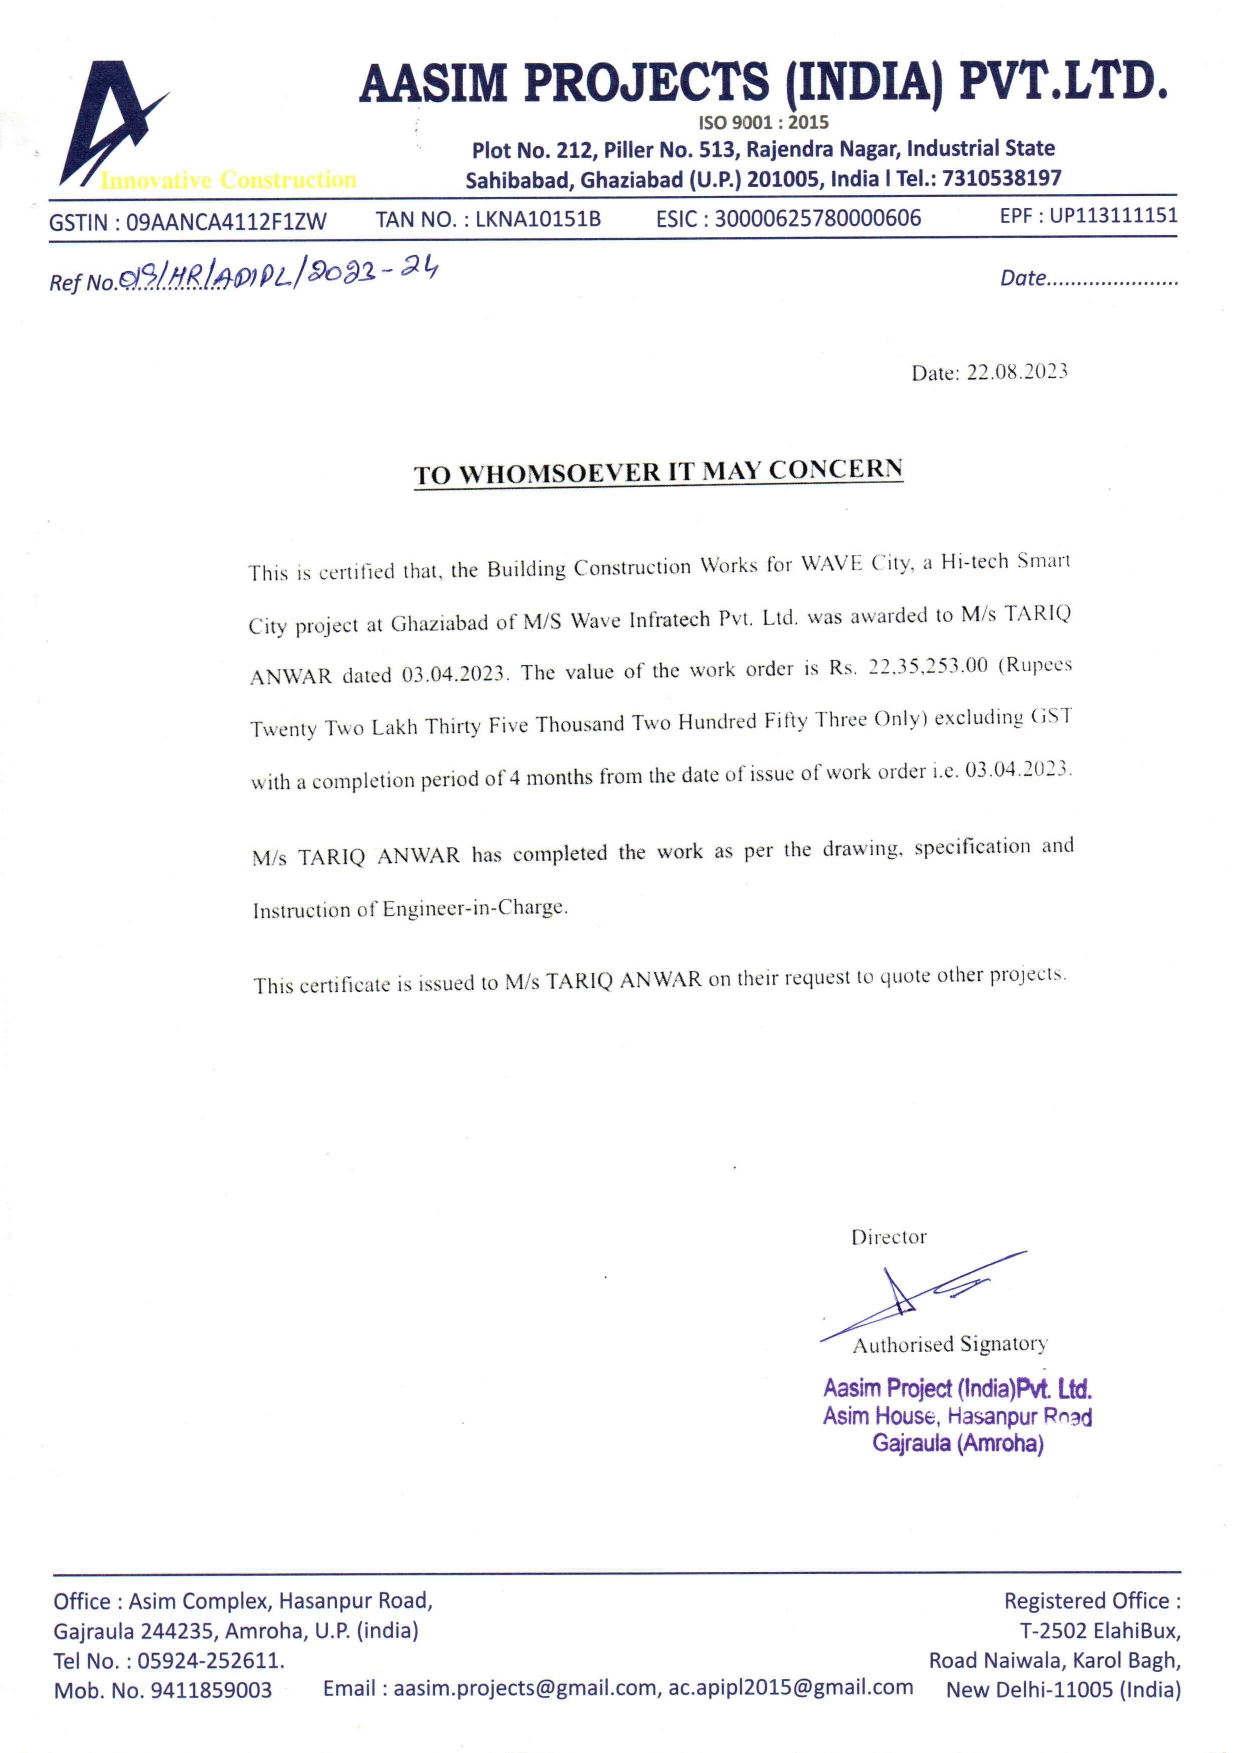 AASIM PROJECTS (INDIA) PVT.LTD.
ISO 9001 : 2015
Plot No. 212, Piller No. 513, Rajendra Nagar, Industrial State
Innovative Construction
Sahibabad, Ghaziabad (U.P.) 201005, India I Tel.: 7310538197
GSTIN : 09AANCA4112F1ZW TAN NO. : LKNA10151B ESIC : 30000625780000606 EPF : UP113111151
Ref No. 019/HR/APIPL/2023-24 Date......................
Date: 22.08.2023
TO WHOMSOEVER IT MAY CONCERN
This is certified that, the Building Construction Works for WAVE City, a Hi-tech Smart
City project at Ghaziabad of M/S Wave Infratech Pvt. Ltd. was awarded to M/s TARIQ
ANWAR dated 03.04.2023. The value of the work order is Rs. 22,35,253.00 (Rupees
Twenty Two Lakh Thirty Five Thousand Two Hundred Fifty Three Only) excluding GST
with a completion period of 4 months from the date of issue of work order i.e. 03.04.2023.
M/s TARIQ ANWAR has completed the work as per the drawing, specification and
Instruction of Engineer-in-Charge.
This certificate is issued to M/s TARIQ ANWAR on their request to quote other projects.
Director
Authorised Signatory
Aasim Project (India)Pvt. Ltd.
Asim House, Hasanpur Road
Gajraula (Amroha)
Office : Asim Complex, Hasanpur Road,
Gajraula 244235, Amroha, U.P. (india)
Tel No. : 05924-252611.
Mob. No. 9411859003
Email : aasim.projects@gmail.com, ac.apipl2015@gmail.com
Registered Office :
T-2502 ElahiBux,
Road Naiwala, Karol Bagh,
New Delhi-11005 (India)